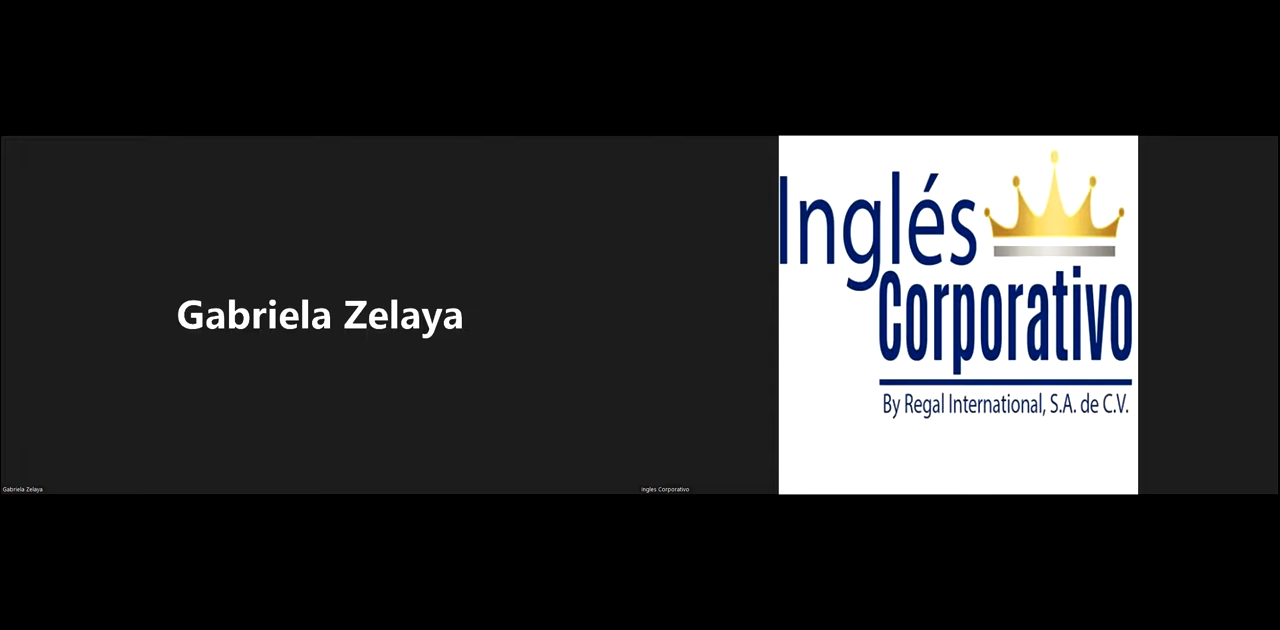 Gabriela Zelaya
Inglés
Corporativo
By Regal International, S.A. de C.V.
Gabriela Zelaya
Ingles Corporativo